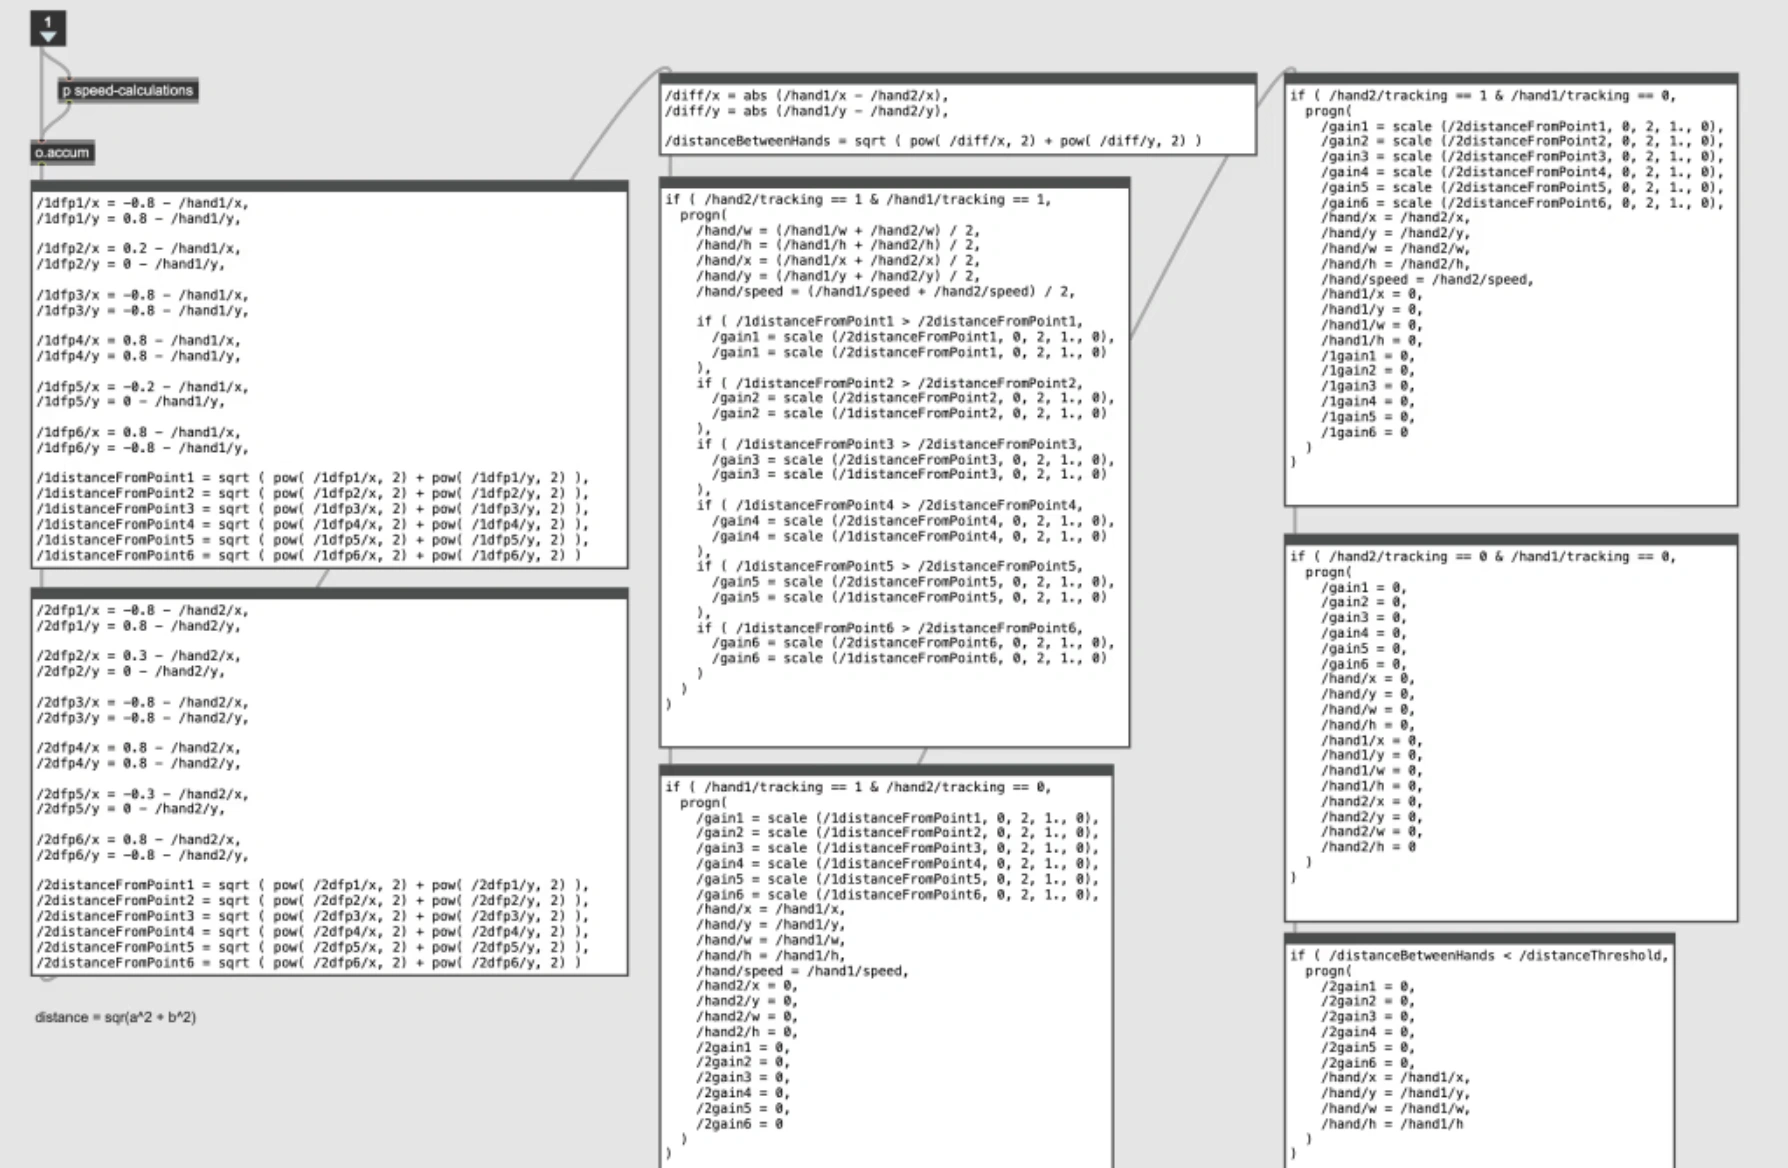 1
p speed-calculations
o.accum
/1dfp1/x = -0.8 - /hand1/x,
/1dfp1/y = 0.8 - /hand1/y,
/1dfp2/x = 0.2 - /hand1/x,
/1dfp2/y = 0 - /hand1/y,
/1dfp3/x = -0.8 - /hand1/x,
/1dfp3/y = -0.8 - /hand1/y,
/1dfp4/x = 0.8 - /hand1/x,
/1dfp4/y = 0.8 - /hand1/y,
/1dfp5/x = -0.2 - /hand1/x,
/1dfp5/y = 0 - /hand1/y,
/1dfp6/x = 0.8 - /hand1/x,
/1dfp6/y = -0.8 - /hand1/y,
/1distanceFromPoint1 = sqrt ( pow( /1dfp1/x, 2) + pow( /1dfp1/y, 2) ),
/1distanceFromPoint2 = sqrt ( pow( /1dfp2/x, 2) + pow( /1dfp2/y, 2) ),
/1distanceFromPoint3 = sqrt ( pow( /1dfp3/x, 2) + pow( /1dfp3/y, 2) ),
/1distanceFromPoint4 = sqrt ( pow( /1dfp4/x, 2) + pow( /1dfp4/y, 2) ),
/1distanceFromPoint5 = sqrt ( pow( /1dfp5/x, 2) + pow( /1dfp5/y, 2) ),
/1distanceFromPoint6 = sqrt ( pow( /1dfp6/x, 2) + pow( /1dfp6/y, 2) )
/2dfp1/x = -0.8 - /hand2/x,
/2dfp1/y = 0.8 - /hand2/y,
/2dfp2/x = 0.3 - /hand2/x,
/2dfp2/y = 0 - /hand2/y,
/2dfp3/x = -0.8 - /hand2/x,
/2dfp3/y = -0.8 - /hand2/y,
/2dfp4/x = 0.8 - /hand2/x,
/2dfp4/y = 0.8 - /hand2/y,
/2dfp5/x = -0.3 - /hand2/x,
/2dfp5/y = 0 - /hand2/y,
/2dfp6/x = 0.8 - /hand2/x,
/2dfp6/y = -0.8 - /hand2/y,
/2distanceFromPoint1 = sqrt ( pow( /2dfp1/x, 2) + pow( /2dfp1/y, 2) ),
/2distanceFromPoint2 = sqrt ( pow( /2dfp2/x, 2) + pow( /2dfp2/y, 2) ),
/2distanceFromPoint3 = sqrt ( pow( /2dfp3/x, 2) + pow( /2dfp3/y, 2) ),
/2distanceFromPoint4 = sqrt ( pow( /2dfp4/x, 2) + pow( /2dfp4/y, 2) ),
/2distanceFromPoint5 = sqrt ( pow( /2dfp5/x, 2) + pow( /2dfp5/y, 2) ),
/2distanceFromPoint6 = sqrt ( pow( /2dfp6/x, 2) + pow( /2dfp6/y, 2) )
distance = sqr(a^2 + b^2)
/diff/x = abs (/hand1/x - /hand2/x),
/diff/y = abs (/hand1/y - /hand2/y),
/distanceBetweenHands = sqrt ( pow( /diff/x, 2) + pow( /diff/y, 2) )
if ( /hand2/tracking == 1 & /hand1/tracking == 1,
progn(
/hand/w = (/hand1/w + /hand2/w) / 2,
/hand/h = (/hand1/h + /hand2/h) / 2,
/hand/x = (/hand1/x + /hand2/x) / 2,
/hand/y = (/hand1/y + /hand2/y) / 2,
/hand/speed = (/hand1/speed + /hand2/speed) / 2,
if ( /1distanceFromPoint1 > /2distanceFromPoint1,
/gain1 = scale (/2distanceFromPoint1, 0, 2, 1., 0),
/gain1 = scale (/1distanceFromPoint1, 0, 2, 1., 0)
),
if ( /1distanceFromPoint2 > /2distanceFromPoint2,
/gain2 = scale (/2distanceFromPoint2, 0, 2, 1., 0),
/gain2 = scale (/1distanceFromPoint2, 0, 2, 1., 0)
),
if ( /1distanceFromPoint3 > /2distanceFromPoint3,
/gain3 = scale (/2distanceFromPoint3, 0, 2, 1., 0),
/gain3 = scale (/1distanceFromPoint3, 0, 2, 1., 0)
),
if ( /1distanceFromPoint4 > /2distanceFromPoint4,
/gain4 = scale (/2distanceFromPoint4, 0, 2, 1., 0),
/gain4 = scale (/1distanceFromPoint4, 0, 2, 1., 0)
),
if ( /1distanceFromPoint5 > /2distanceFromPoint5,
/gain5 = scale (/2distanceFromPoint5, 0, 2, 1., 0),
/gain5 = scale (/1distanceFromPoint5, 0, 2, 1., 0)
),
if ( /1distanceFromPoint6 > /2distanceFromPoint6,
/gain6 = scale (/2distanceFromPoint6, 0, 2, 1., 0),
/gain6 = scale (/1distanceFromPoint6, 0, 2, 1., 0)
)
)
)
if ( /hand1/tracking == 1 & /hand2/tracking == 0,
progn(
/gain1 = scale (/1distanceFromPoint1, 0, 2, 1., 0),
/gain2 = scale (/1distanceFromPoint2, 0, 2, 1., 0),
/gain3 = scale (/1distanceFromPoint3, 0, 2, 1., 0),
/gain4 = scale (/1distanceFromPoint4, 0, 2, 1., 0),
/gain5 = scale (/1distanceFromPoint5, 0, 2, 1., 0),
/gain6 = scale (/1distanceFromPoint6, 0, 2, 1., 0),
/hand/x = /hand1/x,
/hand/y = /hand1/y,
/hand/w = /hand1/w,
/hand/h = /hand1/h,
/hand/speed = /hand1/speed,
/hand2/x = 0,
/hand2/y = 0,
/hand2/w = 0,
/hand2/h = 0,
/2gain1 = 0,
/2gain2 = 0,
/2gain3 = 0,
/2gain4 = 0,
/2gain5 = 0,
/2gain6 = 0
)
)
if ( /hand2/tracking == 1 & /hand1/tracking == 0,
progn(
/gain1 = scale (/2distanceFromPoint1, 0, 2, 1., 0),
/gain2 = scale (/2distanceFromPoint2, 0, 2, 1., 0),
/gain3 = scale (/2distanceFromPoint3, 0, 2, 1., 0),
/gain4 = scale (/2distanceFromPoint4, 0, 2, 1., 0),
/gain5 = scale (/2distanceFromPoint5, 0, 2, 1., 0),
/gain6 = scale (/2distanceFromPoint6, 0, 2, 1., 0),
/hand/x = /hand2/x,
/hand/y = /hand2/y,
/hand/w = /hand2/w,
/hand/h = /hand2/h,
/hand/speed = /hand2/speed,
/hand1/x = 0,
/hand1/y = 0,
/hand1/w = 0,
/hand1/h = 0,
/1gain1 = 0,
/1gain2 = 0,
/1gain3 = 0,
/1gain4 = 0,
/1gain5 = 0,
/1gain6 = 0
)
)
if ( /hand2/tracking == 0 & /hand1/tracking == 0,
progn(
/gain1 = 0,
/gain2 = 0,
/gain3 = 0,
/gain4 = 0,
/gain5 = 0,
/gain6 = 0,
/hand/x = 0,
/hand/y = 0,
/hand/w = 0,
/hand/h = 0,
/hand1/x = 0,
/hand1/y = 0,
/hand1/w = 0,
/hand1/h = 0,
/hand2/x = 0,
/hand2/y = 0,
/hand2/w = 0,
/hand2/h = 0
)
)
if ( /distanceBetweenHands < /distanceThreshold,
progn(
/2gain1 = 0,
/2gain2 = 0,
/2gain3 = 0,
/2gain4 = 0,
/2gain5 = 0,
/2gain6 = 0,
/hand/x = /hand1/x,
/hand/y = /hand1/y,
/hand/w = /hand1/w,
/hand/h = /hand1/h
)
)